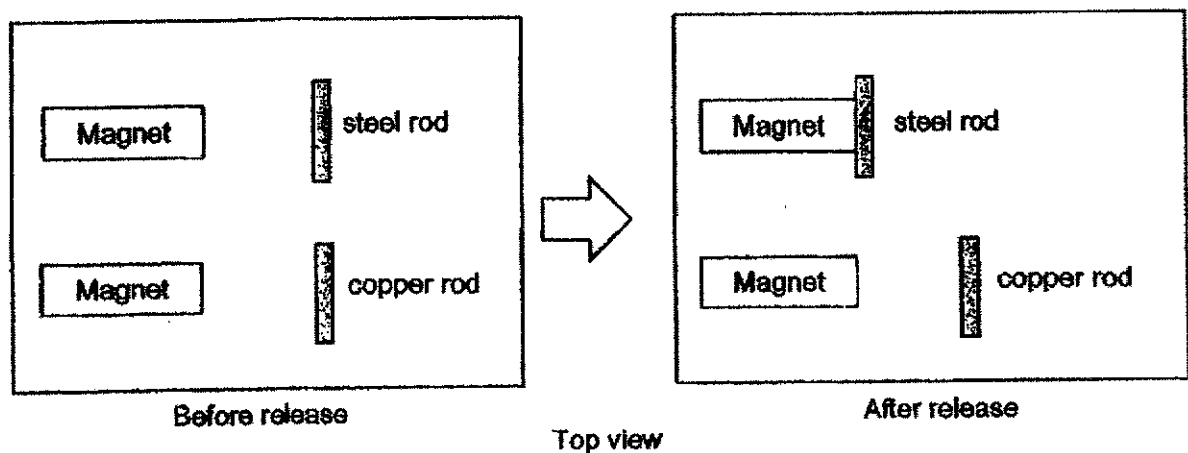 Magnet
steel rod
Magnet
copper rod
Before release
Magnet
steel rod
Magnet
copper rod
After release
Top view